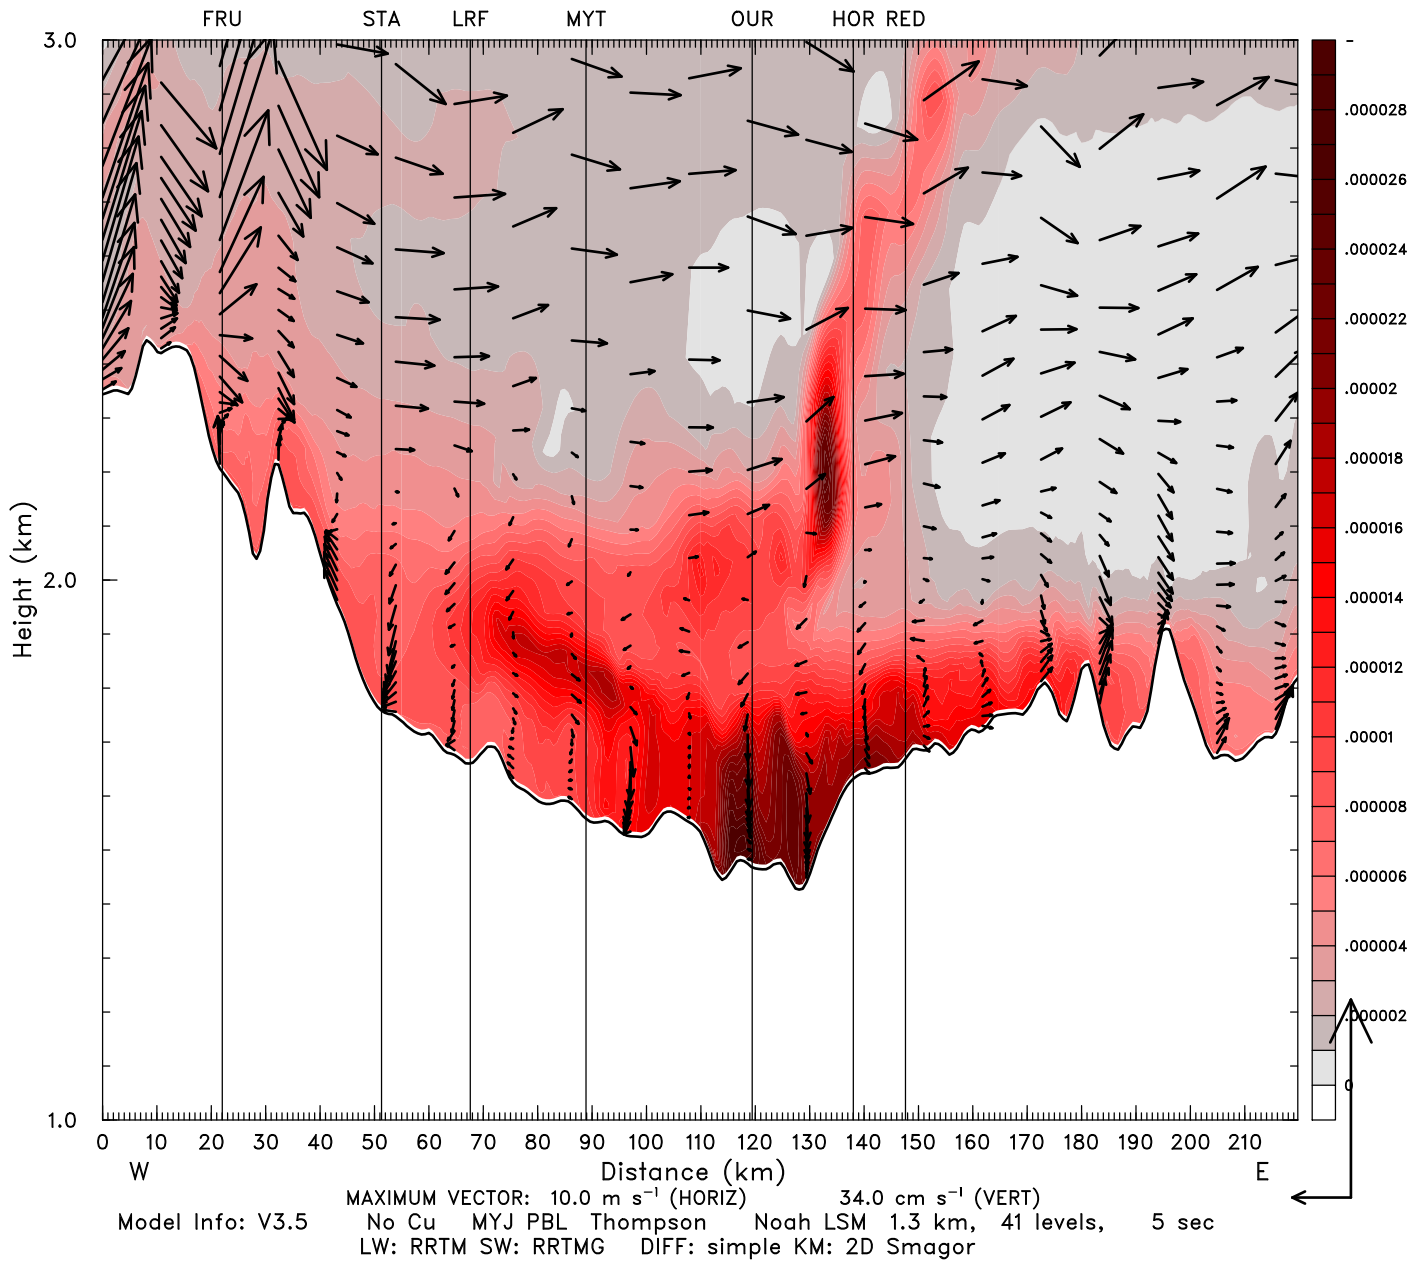 FRU STA LRF MYT OUR HOR RED
3.0
2.0
1.0
Height (km)
0 10 20 30 40 50 60 70 80 90 100 110 120 130 140 150 160 170 180 190 200 210
W Distance (km) E
MAXIMUM VECTOR: 10.0 m s⁻¹ (HORIZ) 34.0 cm s⁻¹ (VERT)
Model Info: V3.5 No Cu MYJ PBL Thompson Noah LSM 1.3 km, 41 levels, 5 sec
LW: RRTM SW: RRTMG DIFF: simple KM: 2D Smagor
-
.000028
.000026
.000024
.000022
.00002
.000018
.000016
.000014
.000012
.00001
.000008
.000006
.000004
.000002
0